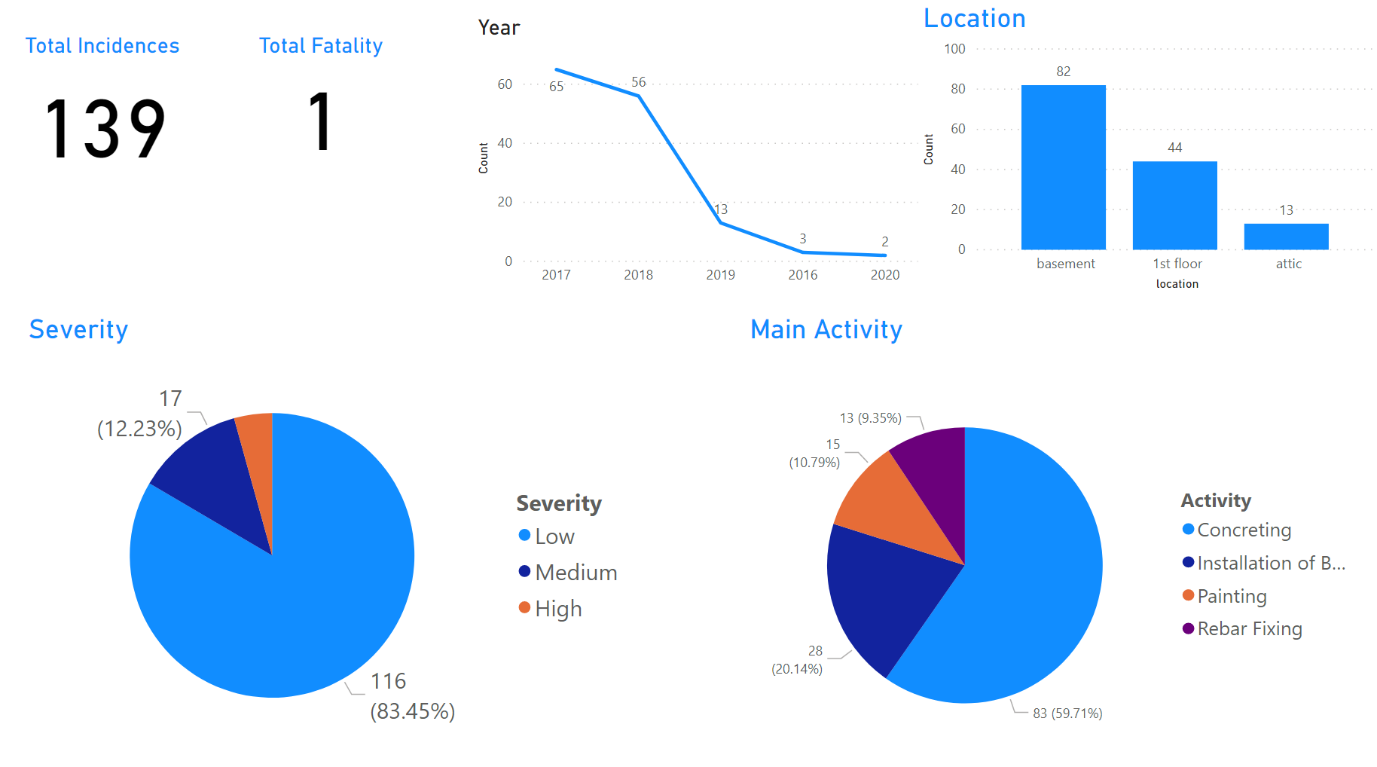 Total Incidences
139
Total Fatality
1
Year
Count
60
40
20
0
65
56
13
3
2
2017
2018
2019
2016
2020
Location
Count
100
80
60
40
20
0
82
44
13
basement
1st floor
attic
location
Severity
17
(12.23%)
116
(83.45%)
Severity
Low
Medium
High
Main Activity
13 (9.35%)
15
(10.79%)
28
(20.14%)
83 (59.71%)
Activity
Concreting
Installation of B...
Painting
Rebar Fixing